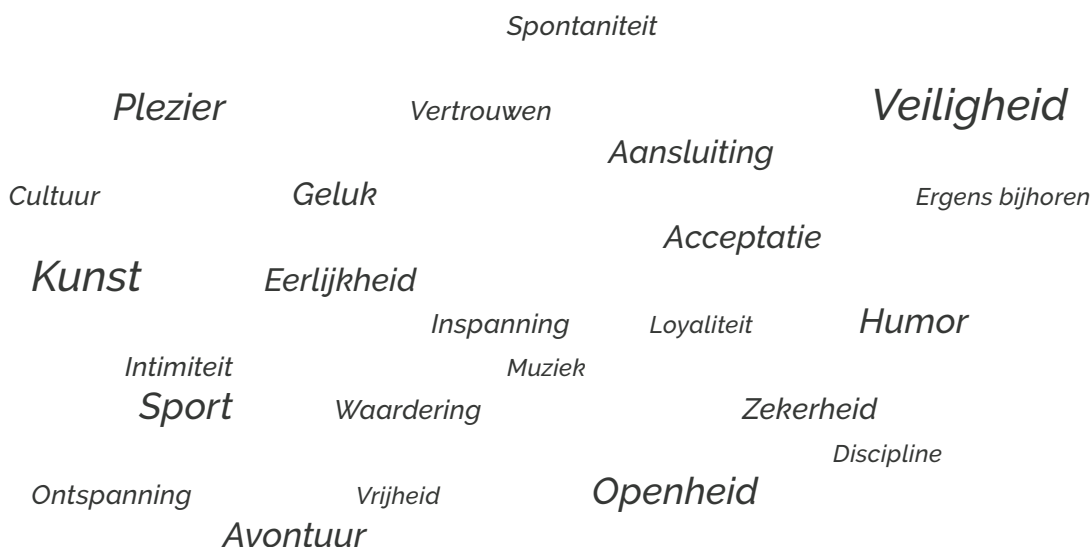 Spontaniteit
Plezier Vertrouwen Veiligheid
Aansluiting
Cultuur Geluk Ergens bijhoren
Acceptatie
Kunst Eerlijkheid
Inspanning Loyaliteit Humor
Intimiteit Muziek
Sport Waardering Zekerheid
Discipline
Ontspanning Vrijheid Openheid
Avontuur